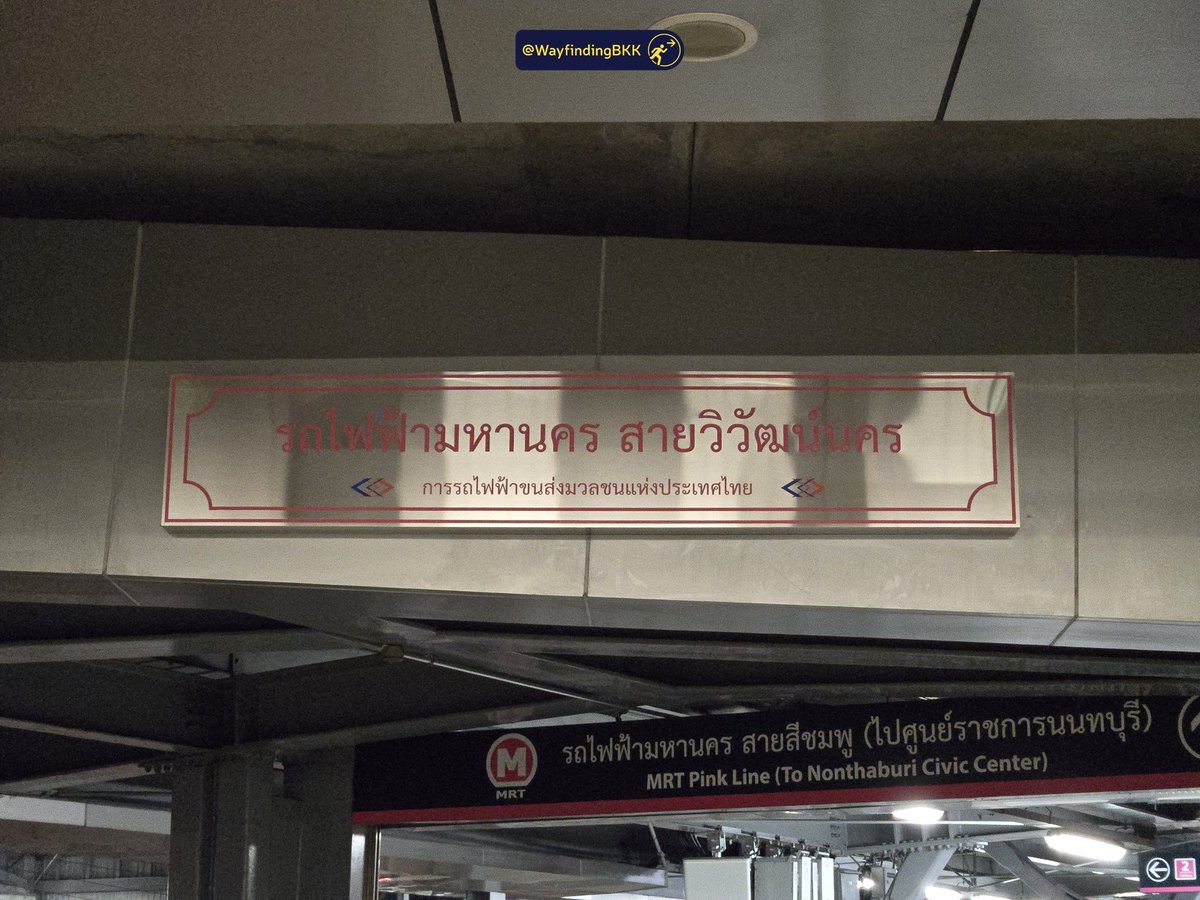 @WayfindingBKK
รถไฟฟ้ามหานคร สายวิวัฒน์นคร
การรถไฟฟ้าขนส่งมวลชนแห่งประเทศไทย
M
MRT
รถไฟฟ้ามหานคร สายสีชมพู (ไปศูนย์ราชการนนทบุรี)
MRT Pink Line (To Nonthaburi Civic Center)
2